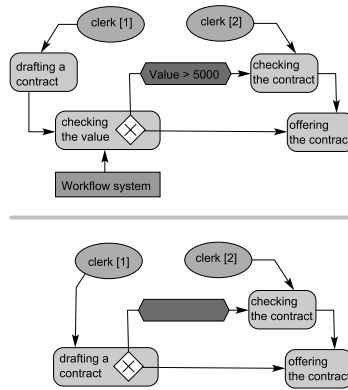 clerk [1]
clerk [2]
drafting a
contract
Value > 5000
checking
the contract
checking
the value
offering
the contract
Workflow system
clerk [1]
clerk [2]
checking
the contract
drafting a
contract
offering
the contract